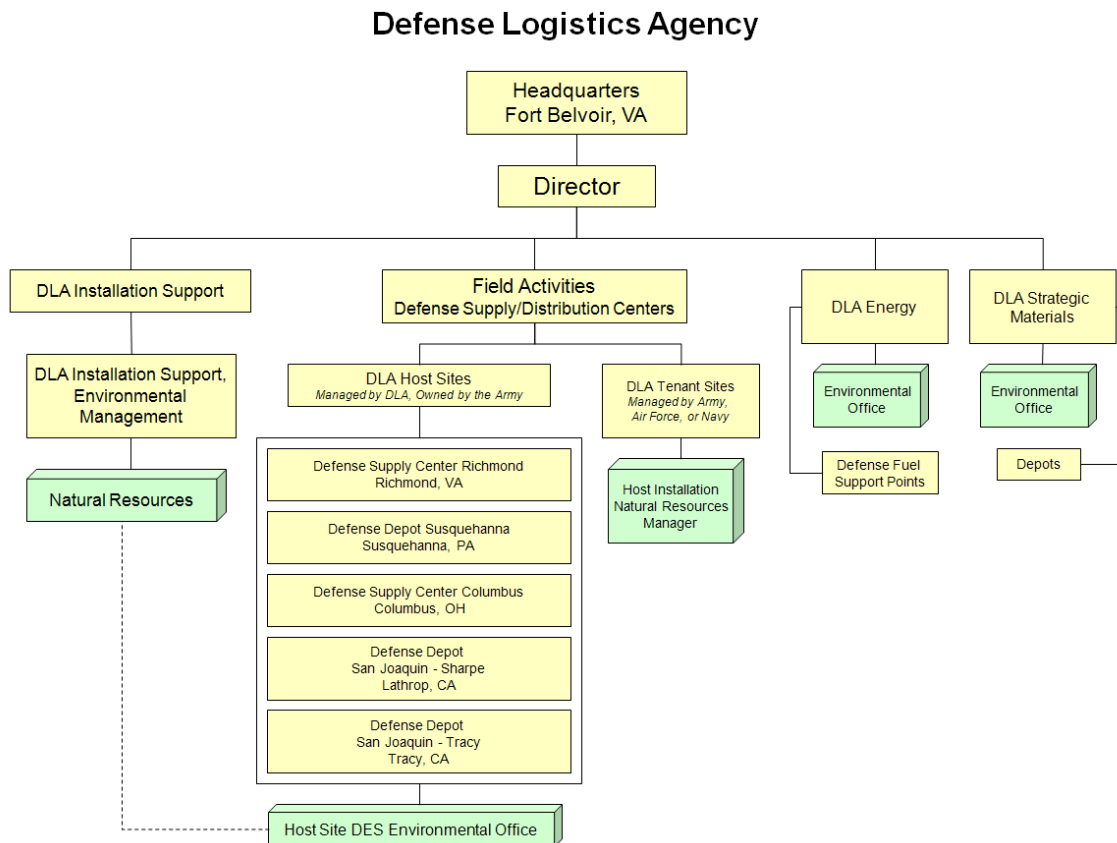 Defense Logistics Agency
Headquarters
Fort Belvoir, VA
Director
DLA Installation Support
Field Activities
Defense Supply/Distribution Centers
DLA Energy
DLA Strategic
Materials
DLA Installation Support,
Environmental
Management
DLA Host Sites
Managed by DLA, Owned by the Army
DLA Tenant Sites
Managed by Army,
Air Force, or Navy
Environmental
Office
Environmental
Office
Defense Supply Center Richmond
Richmond, VA
Defense Fuel
Support Points
Depots
Natural Resources
Host Installation
Natural Resources
Manager
Defense Depot Susquehanna
Susquehanna, PA
Defense Supply Center Columbus
Columbus, OH
Defense Depot
San Joaquin - Sharpe
Lathrop, CA
Defense Depot
San Joaquin - Tracy
Tracy, CA
Host Site DES Environmental Office